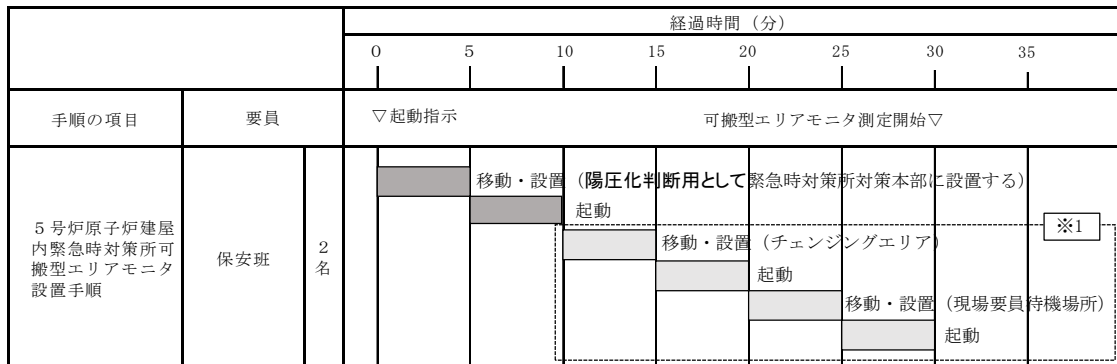 経過時間（分）
0 5 10 15 20 25 30 35
手順の項目 要員 ▽起動指示 可搬型エリアモニタ測定開始▽
移動・設置（陽圧化判断用として緊急時対策所対策本部に設置する）
起動
※1
移動・設置（チェンジングエリア）
起動
移動・設置（現場要員待機場所）
起動
５号炉原子炉建屋
内緊急時対策所可
搬型エリアモニタ
設置手順
保安班
２
名